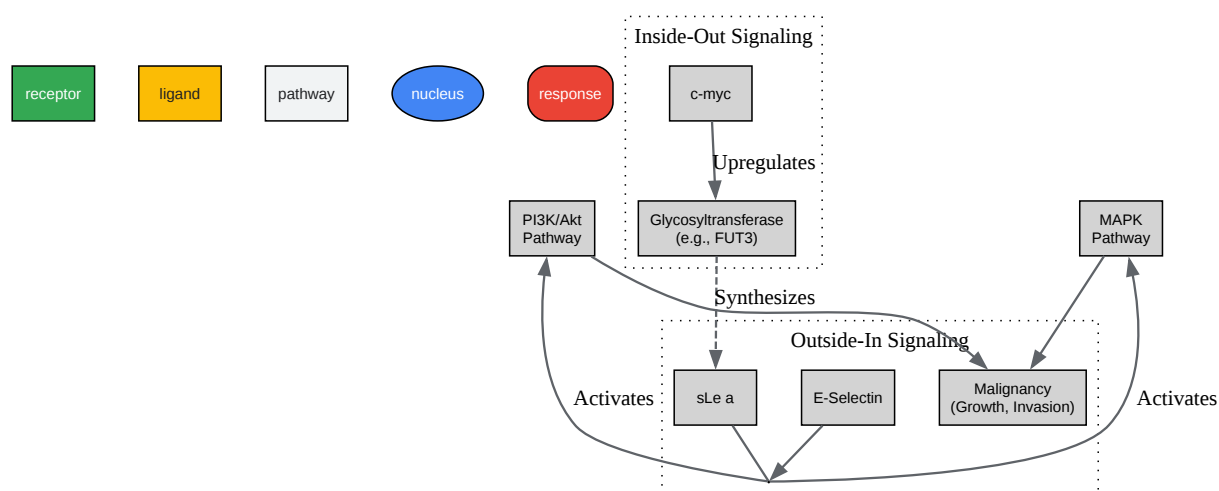 Inside-Out Signaling
receptor
ligand
pathway
nucleus
response
c-myc
Upregulates
PI3K/Akt
Pathway
Glycosyltransferase
(e.g., FUT3)
MAPK
Pathway
Synthesizes
Outside-In Signaling
Activates
sLe a
E-Selectin
Malignancy
(Growth, Invasion)
Activates